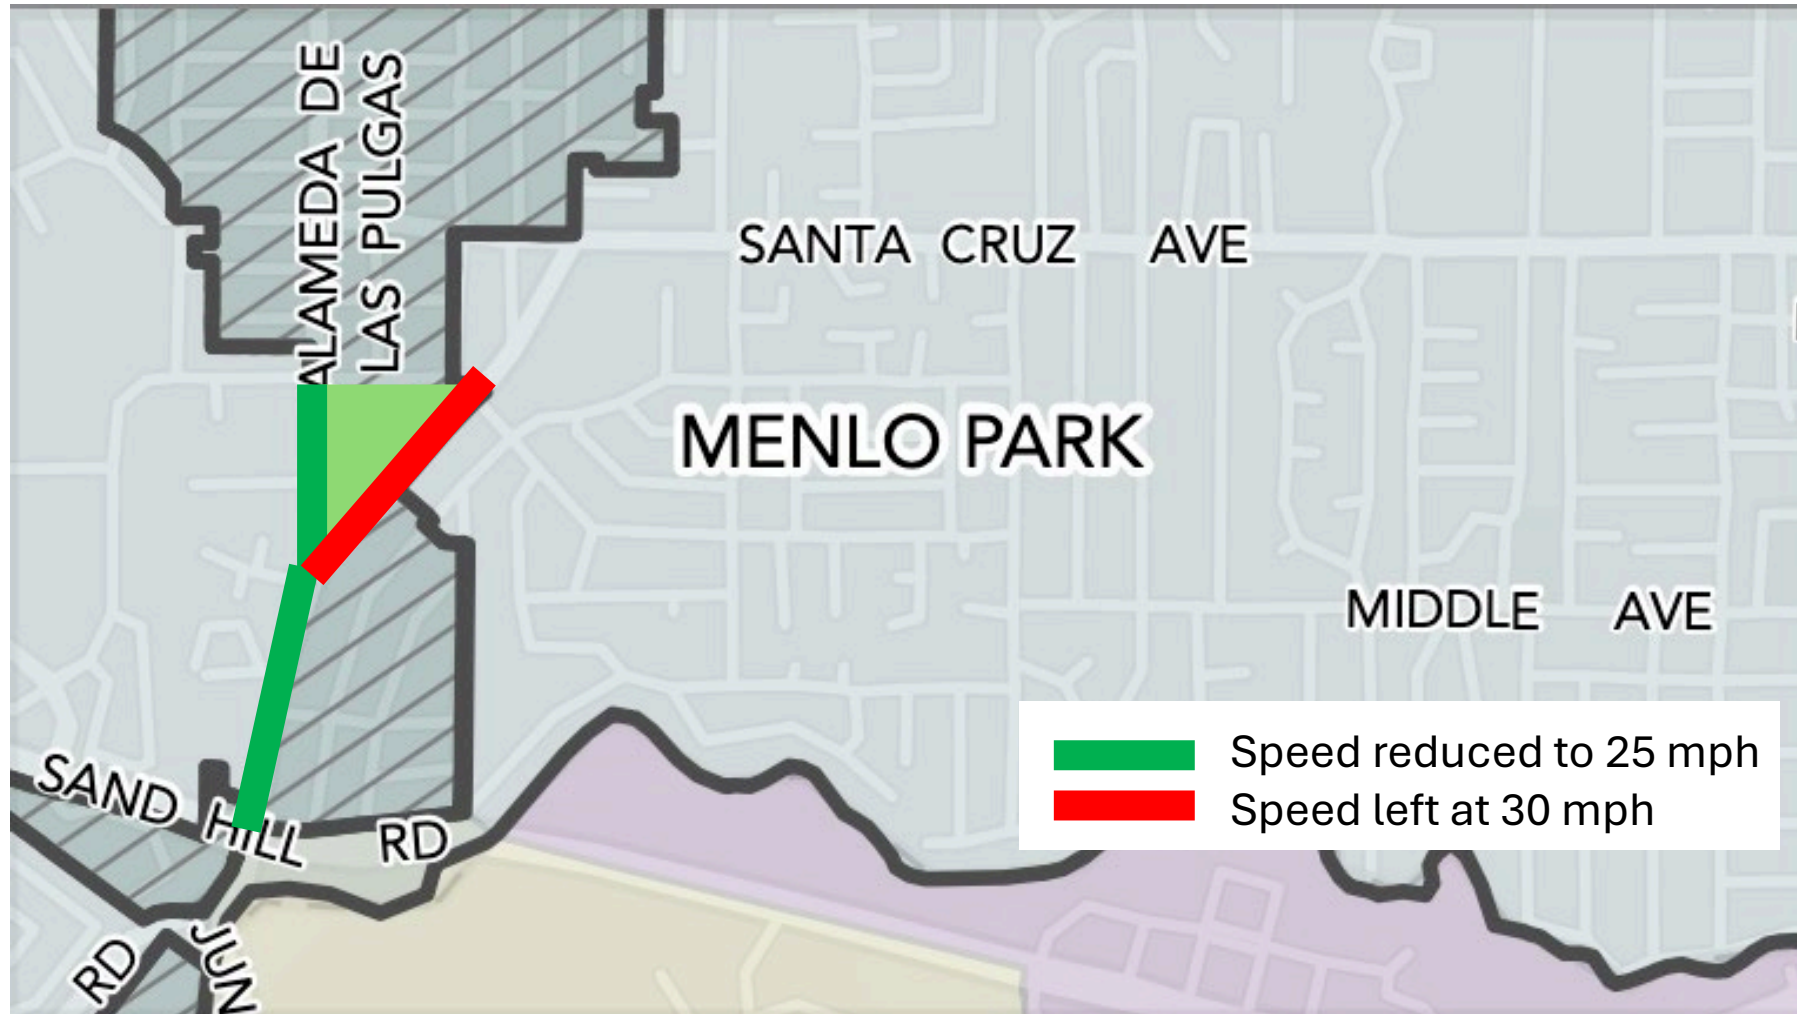 ALAMEDA DE
LAS PULGAS
SANTA CRUZ AVE
MENLO PARK
MIDDLE AVE
Speed reduced to 25 mph
Speed left at 30 mph
SAND HILL RD
RD
JUN